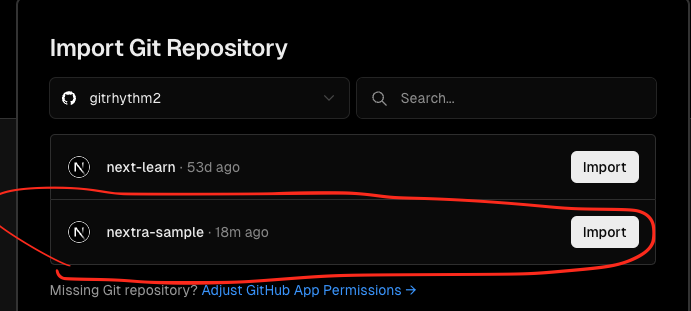 Import Git Repository
gitrhythm2 Search...
next-learn · 53d ago Import
nextra-sample · 18m ago Import
Missing Git repository? Adjust GitHub App Permissions →